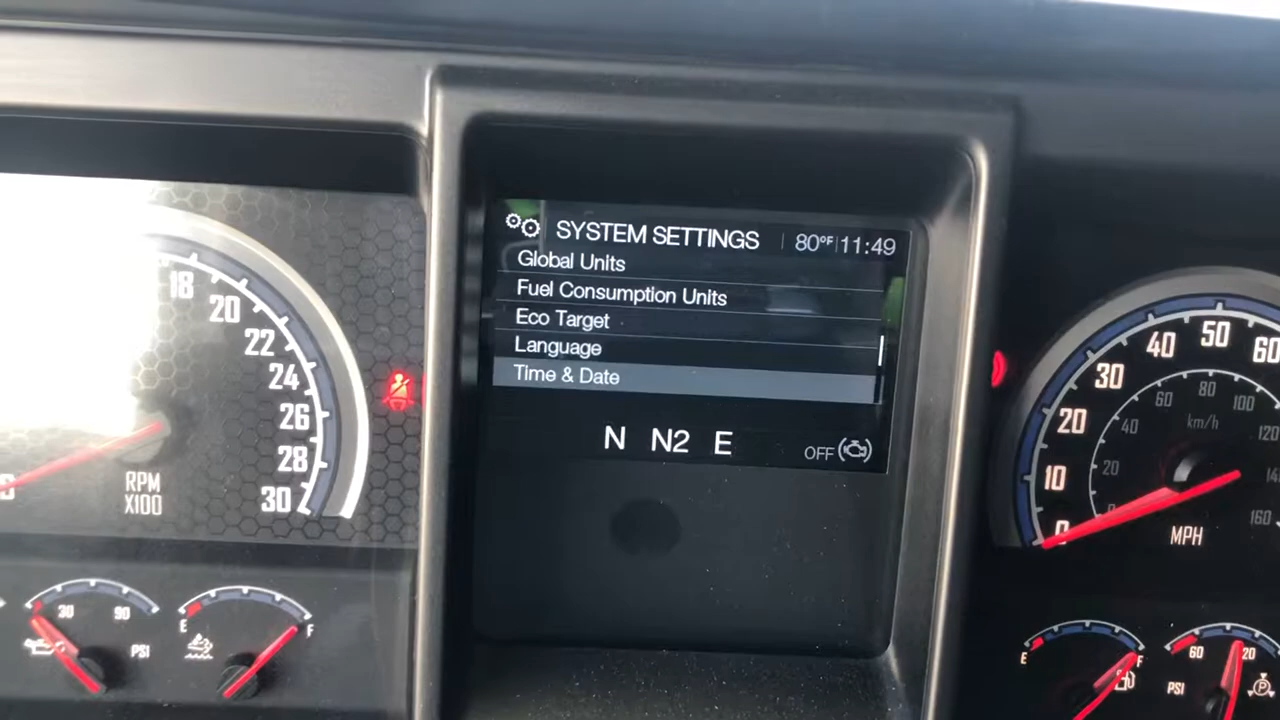 SYSTEM SETTINGS 80°F 11:49
Global Units
Fuel Consumption Units
Eco Target
Language
Time & Date
N N2 E
OFF
18
20
22
24
26
28
30
0
RPM
X100
30 90
PSI
E F
0
10
20
30
40
50
60
20
40
60
80
100
120
160
km/h
MPH
E F
60
PSI